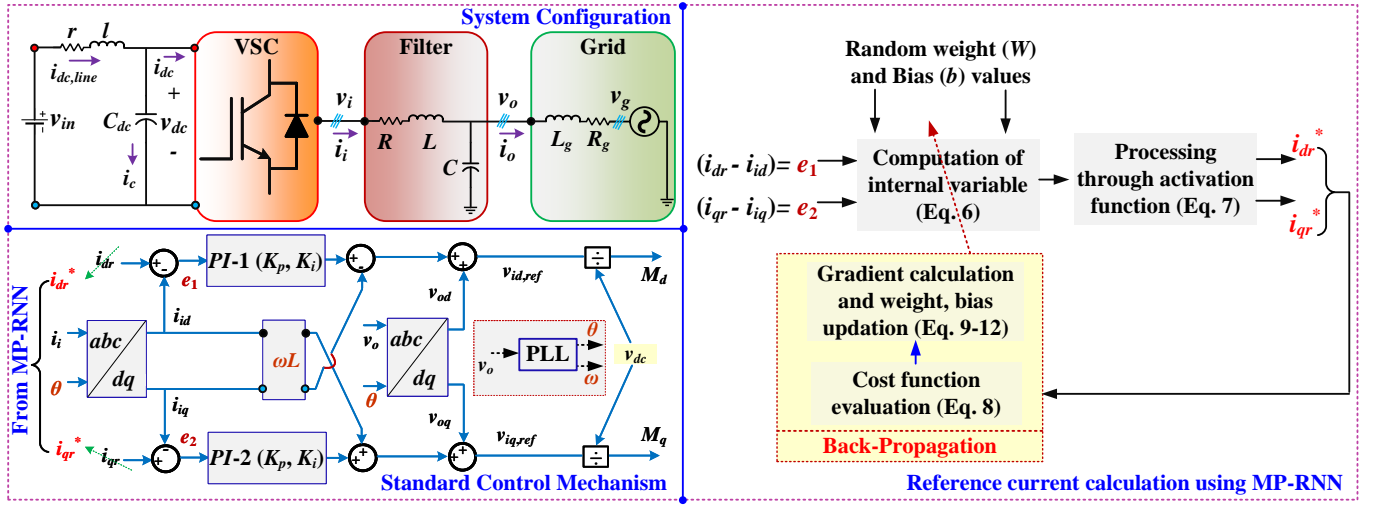 System Configuration
r
l
VSC
Filter
Grid
i_dc,line
i_dc
+
v_in
C_dc
v_dc
-
i_c
v_i
i_i
R
L
C
v_o
i_o
L_g
R_g
v_g
From MP-RNN
i_dr*
i_dr
+
-
e_1
PI-1 (K_p, K_i)
+
-
+
+
v_id,ref
÷
M_d
i_id
v_od
i_i
θ
abc
dq
ωL
v_o
θ
abc
dq
v_o
PLL
θ
ω
v_dc
i_iq
v_oq
i_qr*
i_qr
+
-
e_2
PI-2 (K_p, K_i)
+
+
+
+
v_iq,ref
÷
M_q
Standard Control Mechanism
Random weight (W)
and Bias (b) values
(i_dr - i_id)= e_1
(i_qr - i_iq)= e_2
Computation of
internal variable
(Eq. 6)
Processing
through activation
function (Eq. 7)
i_dr*
i_qr*
Gradient calculation
and weight, bias
updation (Eq. 9-12)
Cost function
evaluation (Eq. 8)
Back-Propagation
Reference current calculation using MP-RNN